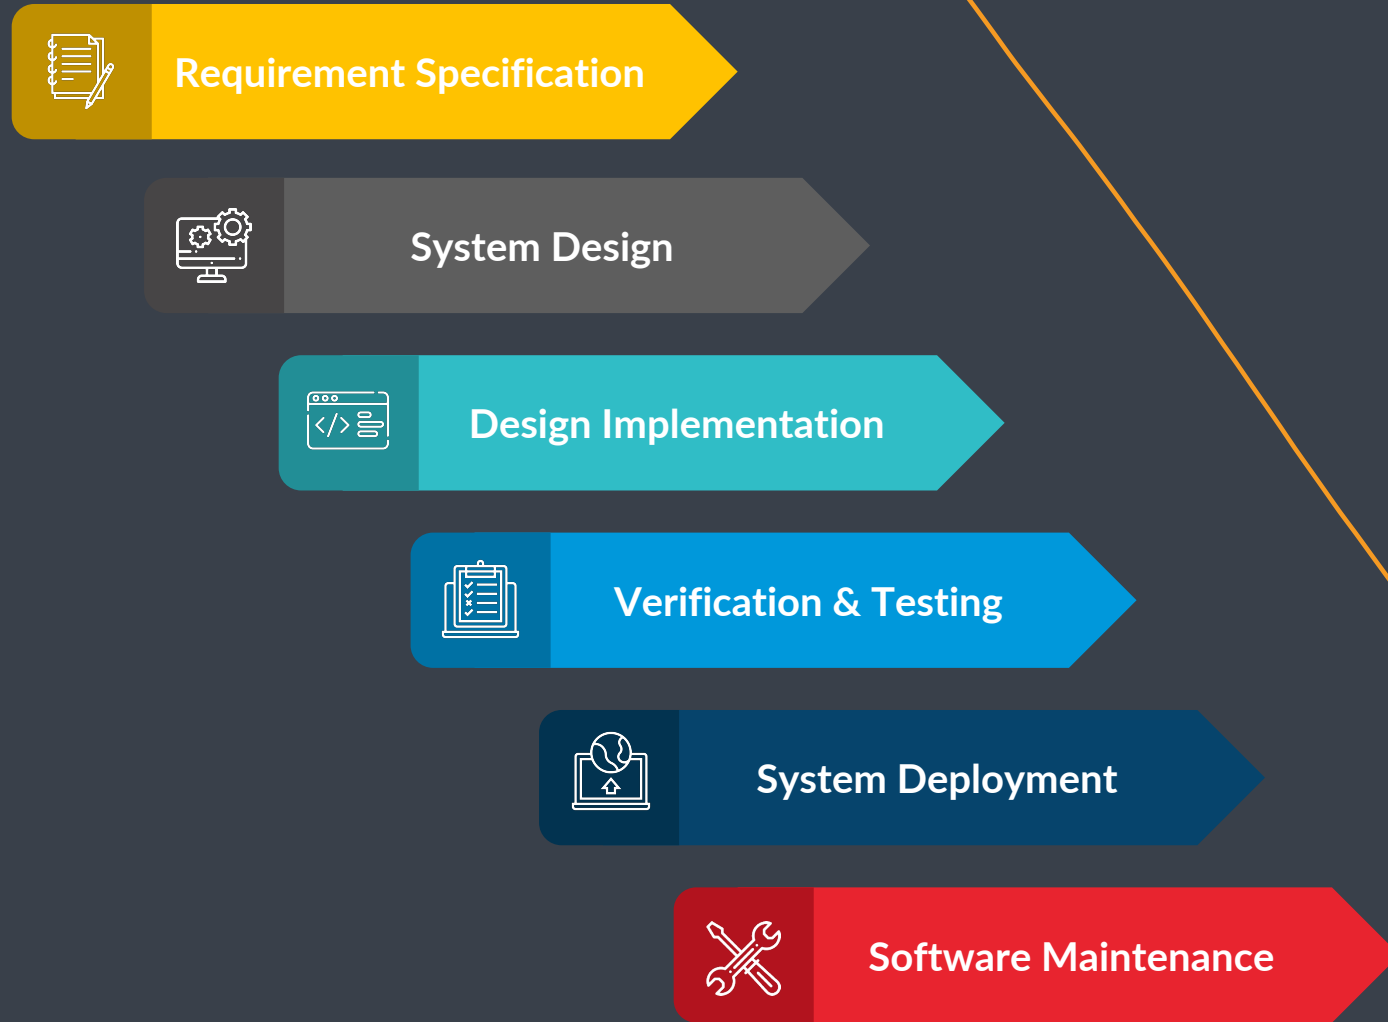 Requirement Specification
System Design
Design Implementation
Verification & Testing
System Deployment
Software Maintenance